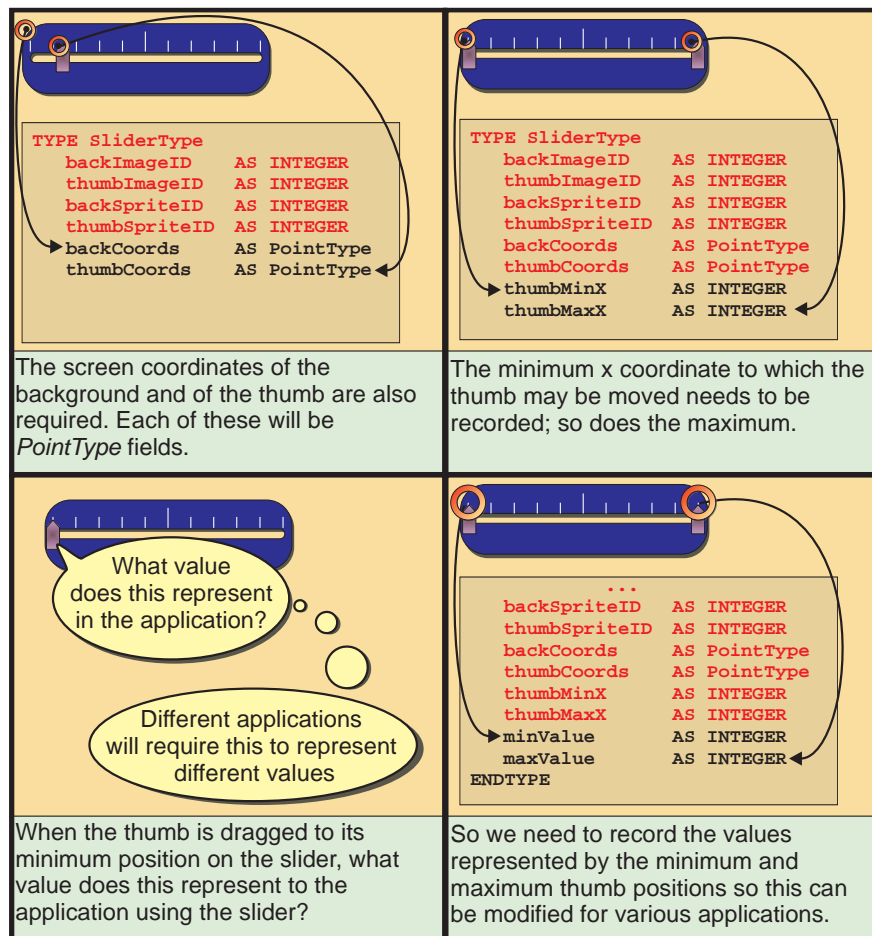 TYPE SliderType
backImageID AS INTEGER
thumbImageID AS INTEGER
backSpriteID AS INTEGER
thumbSpriteID AS INTEGER
backCoords AS PointType
thumbCoords AS PointType
The screen coordinates of the
background and of the thumb are also
required. Each of these will be
PointType fields.
TYPE SliderType
backImageID AS INTEGER
thumbImageID AS INTEGER
backSpriteID AS INTEGER
thumbSpriteID AS INTEGER
backCoords AS PointType
thumbCoords AS PointType
thumbMinX AS INTEGER
thumbMaxX AS INTEGER
The minimum x coordinate to which the
thumb may be moved needs to be
recorded; so does the maximum.
What value
does this represent
in the application?
Different applications
will require this to represent
different values
When the thumb is dragged to its
minimum position on the slider, what
value does this represent to the
application using the slider?
...
backSpriteID AS INTEGER
thumbSpriteID AS INTEGER
backCoords AS PointType
thumbCoords AS PointType
thumbMinX AS INTEGER
thumbMaxX AS INTEGER
minValue AS INTEGER
maxValue AS INTEGER
ENDTYPE
So we need to record the values
represented by the minimum and
maximum thumb positions so this can
be modified for various applications.